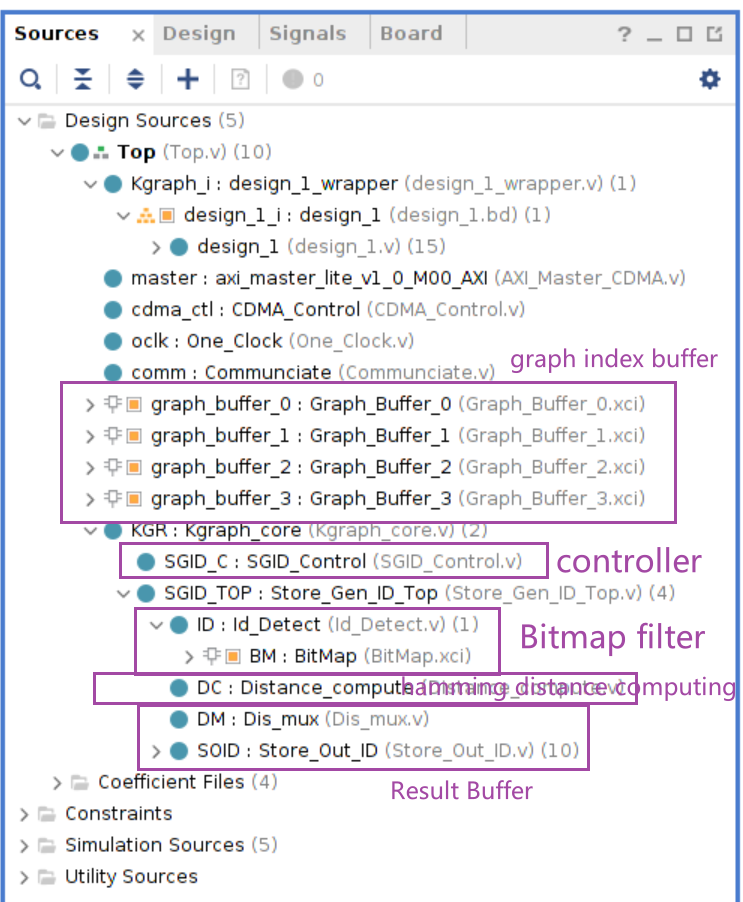 Sources × Design Signals Board ? _
0
Design Sources (5)
Top (Top.v) (10)
Kgraph_i : design_1_wrapper (design_1_wrapper.v) (1)
design_1_i : design_1 (design_1.bd) (1)
design_1 (design_1.v) (15)
master : axi_master_lite_v1_0_M00_AXI (AXI_Master_CDMA.v)
cdma_ctl : CDMA_Control (CDMA_Control.v)
oclk : One_Clock (One_Clock.v)
graph index buffer
comm : Communciate (Communciate.v)
graph_buffer_0 : Graph_Buffer_0 (Graph_Buffer_0.xci)
graph_buffer_1 : Graph_Buffer_1 (Graph_Buffer_1.xci)
graph_buffer_2 : Graph_Buffer_2 (Graph_Buffer_2.xci)
graph_buffer_3 : Graph_Buffer_3 (Graph_Buffer_3.xci)
KGR : Kgraph_core (Kgraph_core.v) (2)
SGID_C : SGID_Control (SGID_Control.v) controller
SGID_TOP : Store_Gen_ID_Top (Store_Gen_ID_Top.v) (4)
ID : Id_Detect (Id_Detect.v) (1)
Bitmap filter
BM : BitMap (BitMap.xci)
DC : Distance_compute (Distance_compute.v)
hamming distance computing
DM : Dis_mux (Dis_mux.v)
SOID : Store_Out_ID (Store_Out_ID.v) (10)
Coefficient Files (4)
Result Buffer
Constraints
Simulation Sources (5)
Utility Sources